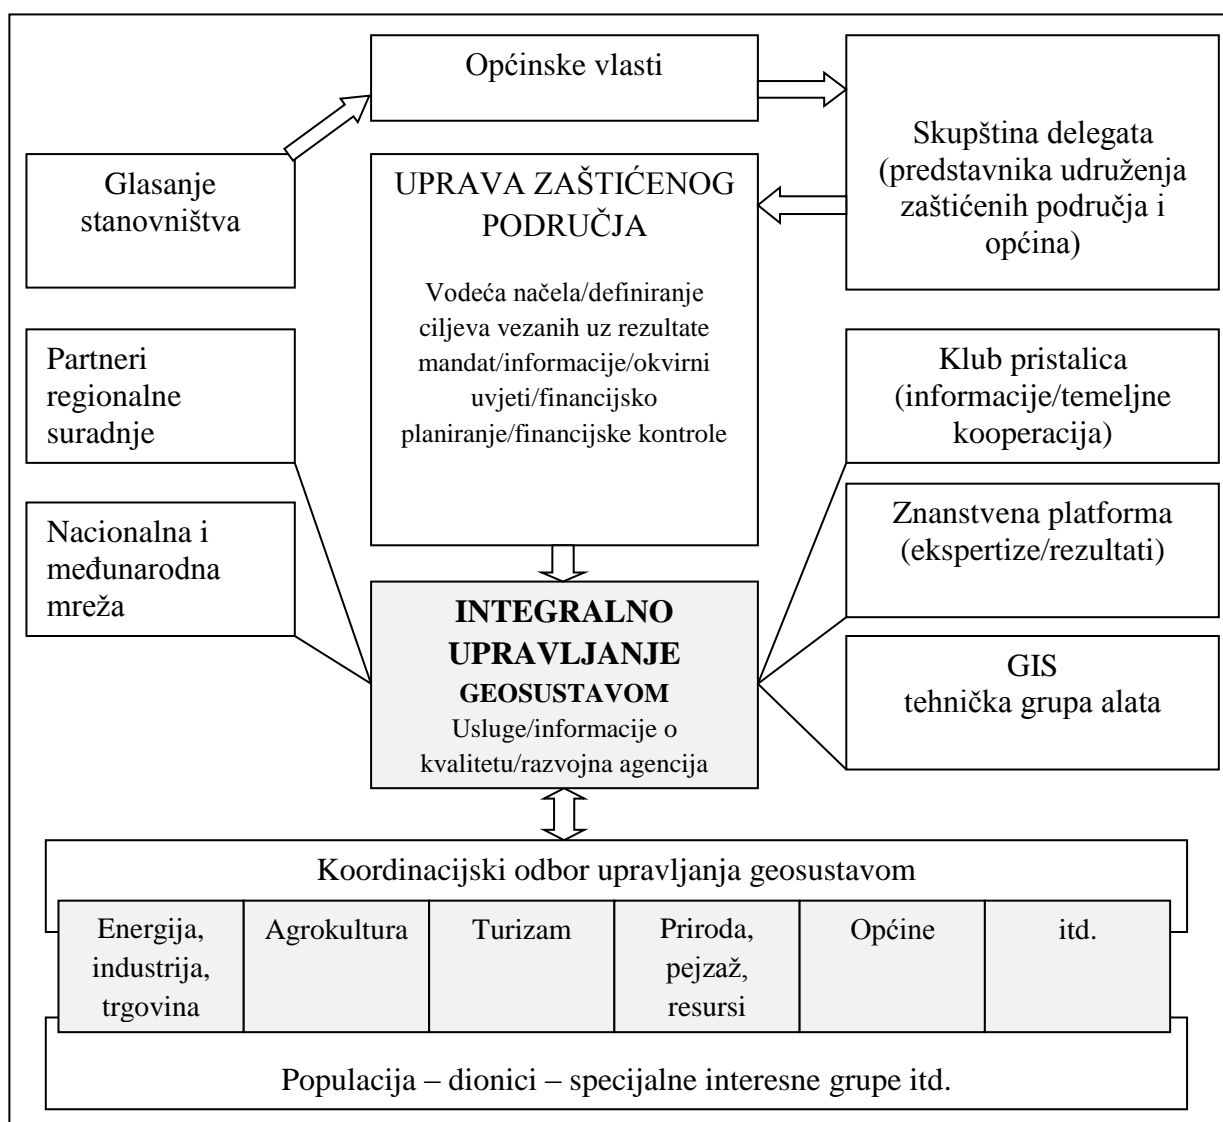 Općinske vlasti
Skupština delegata
(predstavnika udruženja
zaštićenih područja i
općina)
Glasanje
stanovništva
UPRAVA ZAŠTIĆENOG
PODRUČJA
Vodeća načela/definiranje
ciljeva vezanih uz rezultate
mandat/informacije/okvirni
uvjeti/financijsko
planiranje/financijske kontrole
Partneri
regionalne
suradnje
Klub pristalica
(informacije/temeljne
kooperacija)
Nacionalna i
međunarodna
mreža
Znanstvena platforma
(ekspertize/rezultati)
INTEGRALNO
UPRAVLJANJE
GEOSUSTAVOM
Usluge/informacije o
kvalitetu/razvojna agencija
GIS
tehnička grupa alata
Koordinacijski odbor upravljanja geosustavom
Energija,
industrija,
trgovina
Agrokultura
Turizam
Priroda,
pejzaž,
resursi
Općine
itd.
Populacija – dionici – specijalne interesne grupe itd.